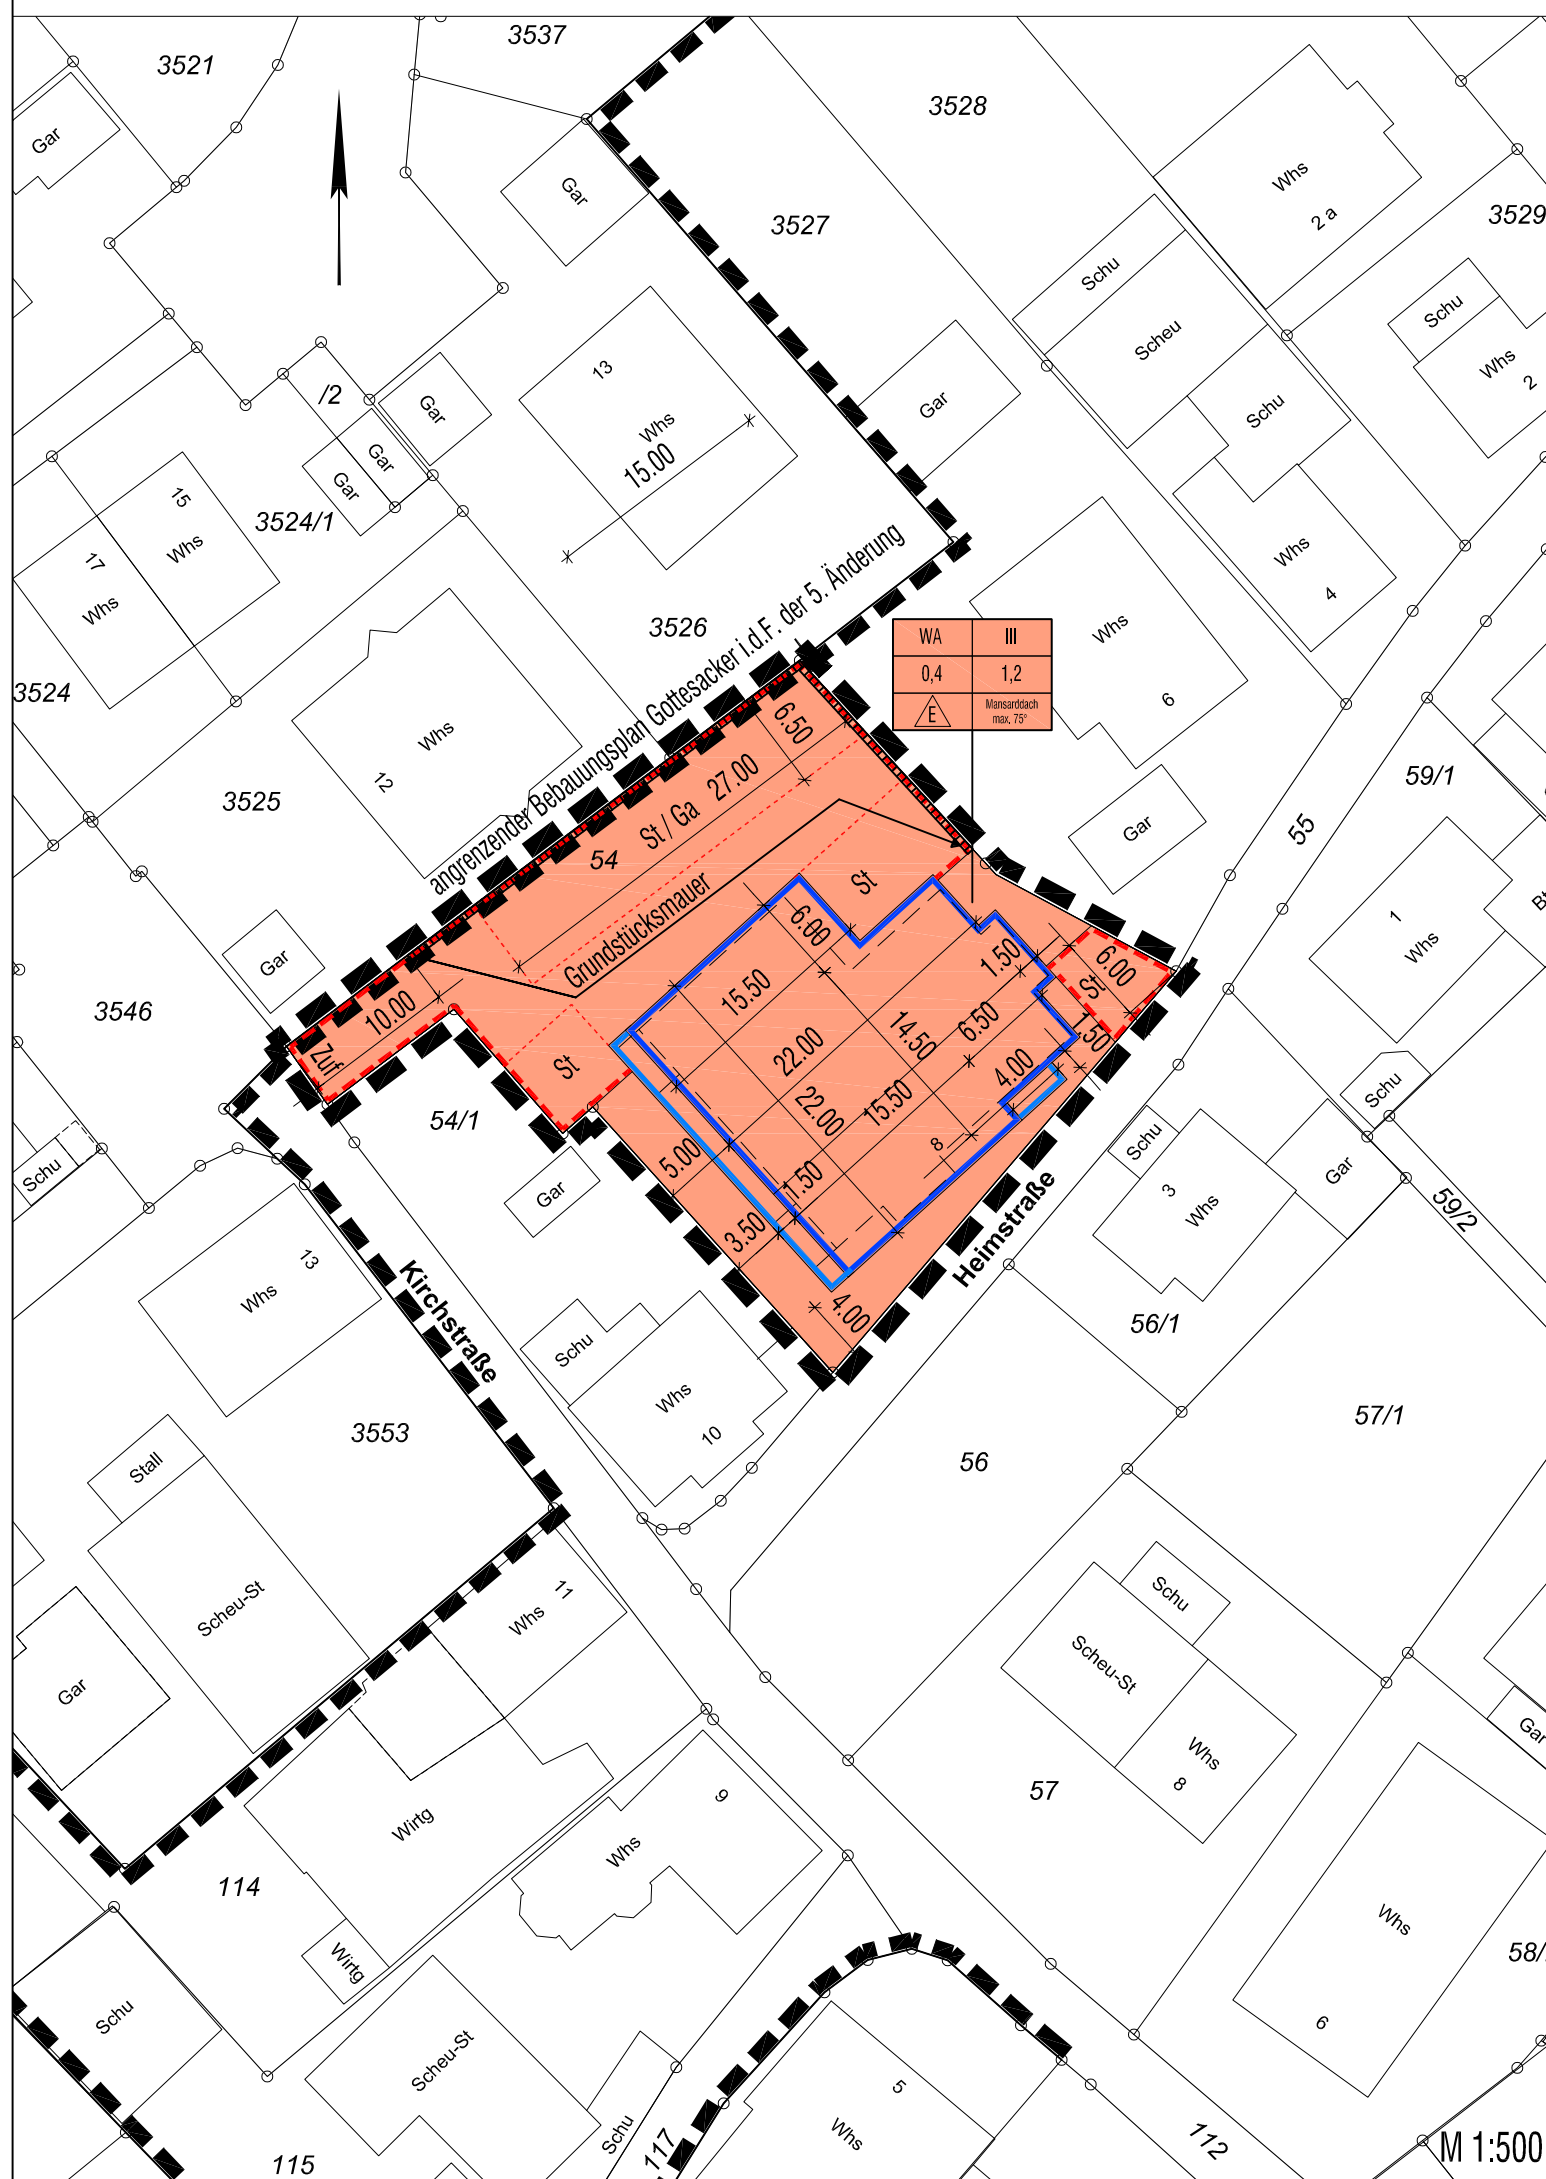 3537
3521
3528
Gar
Whs
2 a
Gar
3527
3529
Schu
Schu
Scheu
Whs
2
/2
13
Gar
Whs
Gar
Gar
Gar
15.00
Schu
15
3524/1
Whs
17
Whs
Whs
4
3526
angrenzender Bebauungsplan Gottesacker i.d.F. der 5. Änderung
WA
III
0,4
1,2
E
Mansarddach
max. 75°
Whs
6
3524
Whs
12
6.50
27.00
St / Ga
59/1
3525
54
Gar
55
Grundstücksmauer
St
1
Whs
Gar
6.00
1.50
6.00
St
15.50
3546
10.00
Zuf
14.50
6.50
1.50
22.00
4.00
St
22.00
15.50
54/1
8
Schu
Schu
Schu
5.00
1.50
Gar
3.50
Gar
3
Whs
59/2
Heimstraße
13
Whs
Kirchstraße
4.00
56/1
Schu
Whs
10
57/1
3553
56
Stall
Scheu-St
11
Whs
Schu
Scheu-St
Gar
Gar
Whs
8
57
9
Wirtg
Whs
114
Whs
58/
Wirtg
Schu
6
Scheu-St
5
Whs
Schu
117
112
M 1:500
115